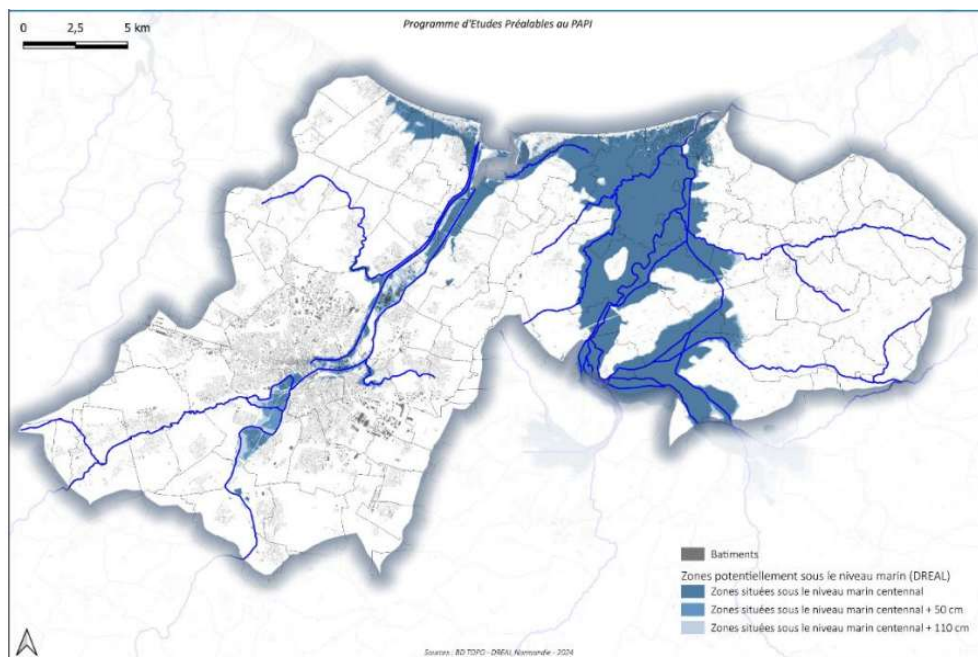 Programme d'Etudes Préalables au PAPI
0 2,5 5 km
Batiments
Zones potentiellement sous le niveau marin (DREAL)
Zones situées sous le niveau marin centennal
Zones situées sous le niveau marin centennal + 50 cm
Zones situées sous le niveau marin centennal + 110 cm
Sources : BD TOPO - DREAL Normandie - 2024